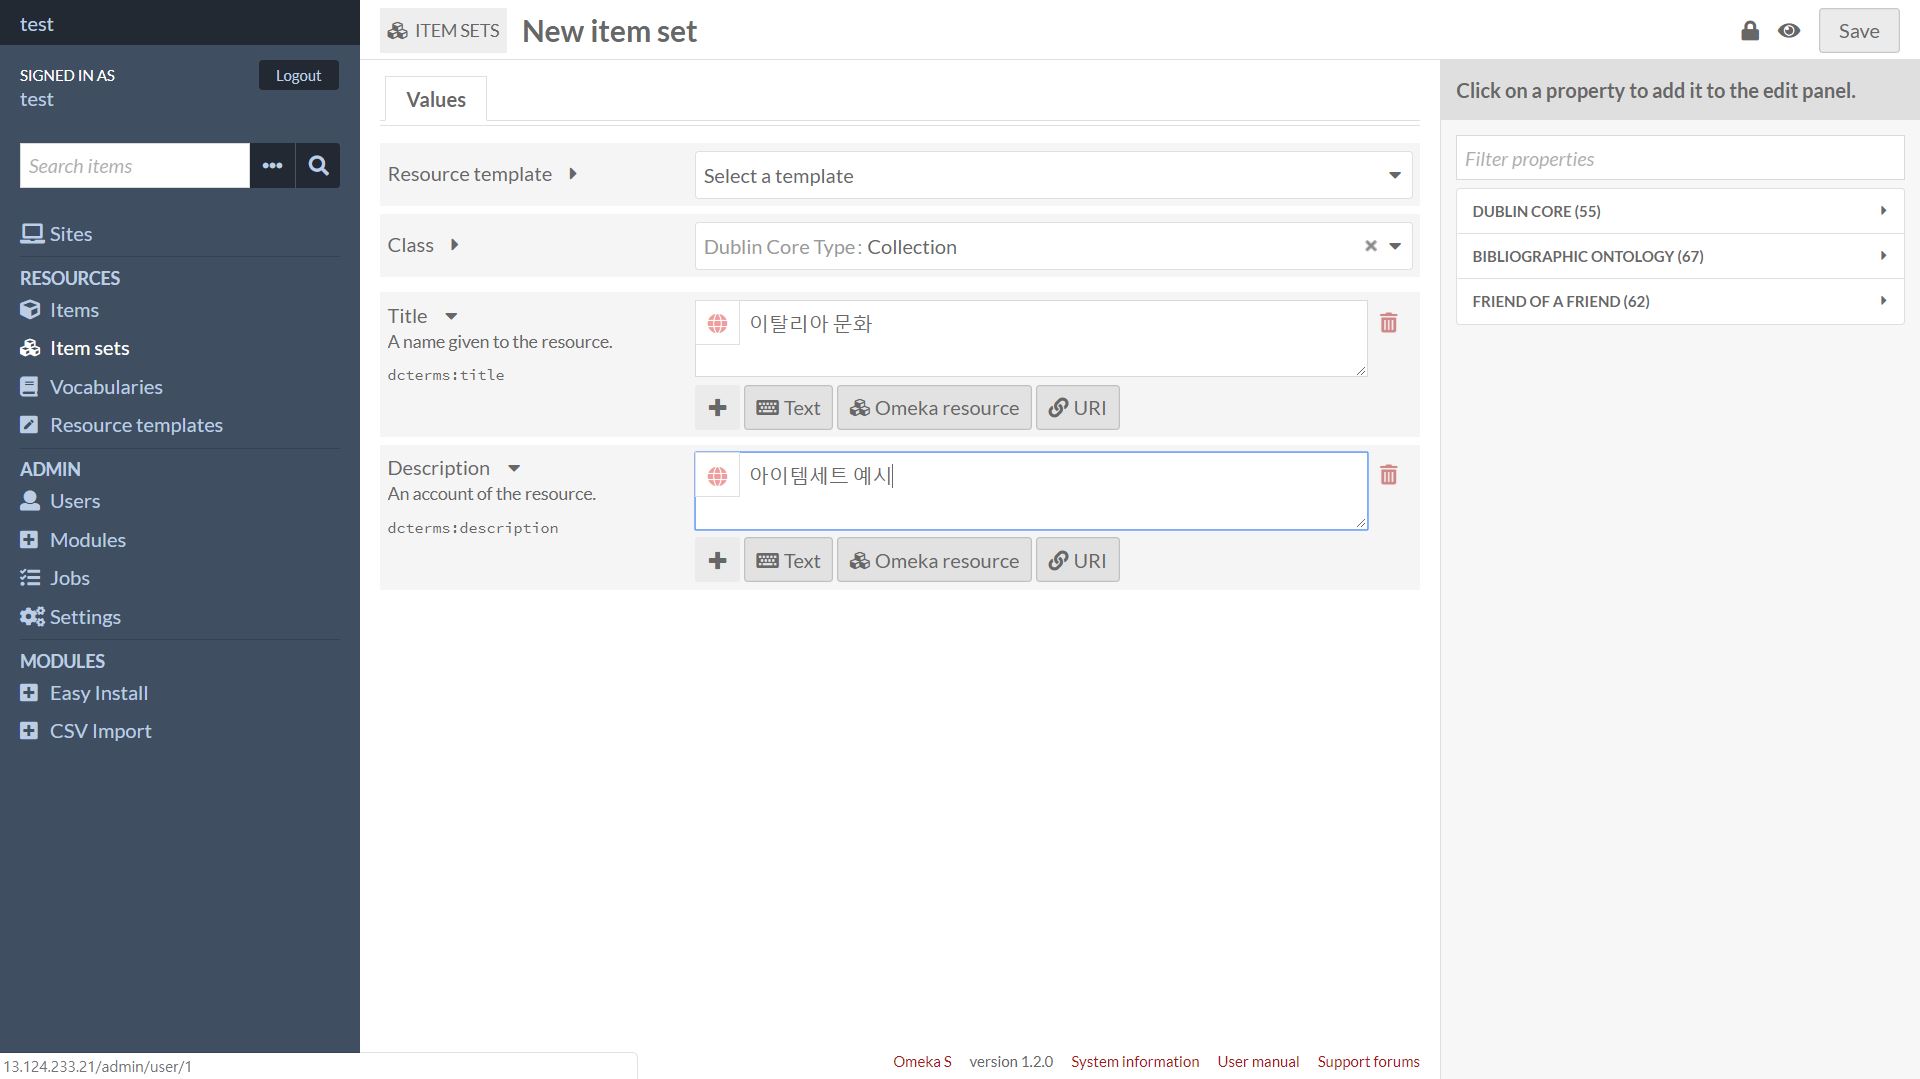 test
SIGNED IN AS
Logout
test
Search items
Sites
RESOURCES
Items
Item sets
Vocabularies
Resource templates
ADMIN
Users
Modules
Jobs
Settings
MODULES
Easy Install
CSV Import
13.124.233.21/admin/user/1
ITEM SETS New item set
Save
Values
Resource template
Select a template
Class
Dublin Core Type: Collection
Title
A name given to the resource.
dcterms:title
이탈리아 문화
Text Omeka resource URI
Description
An account of the resource.
dcterms:description
아이템세트 예시
Text Omeka resource URI
Click on a property to add it to the edit panel.
Filter properties
DUBLIN CORE (55)
BIBLIOGRAPHIC ONTOLOGY (67)
FRIEND OF A FRIEND (62)
Omeka S version 1.2.0 System information User manual Support forums